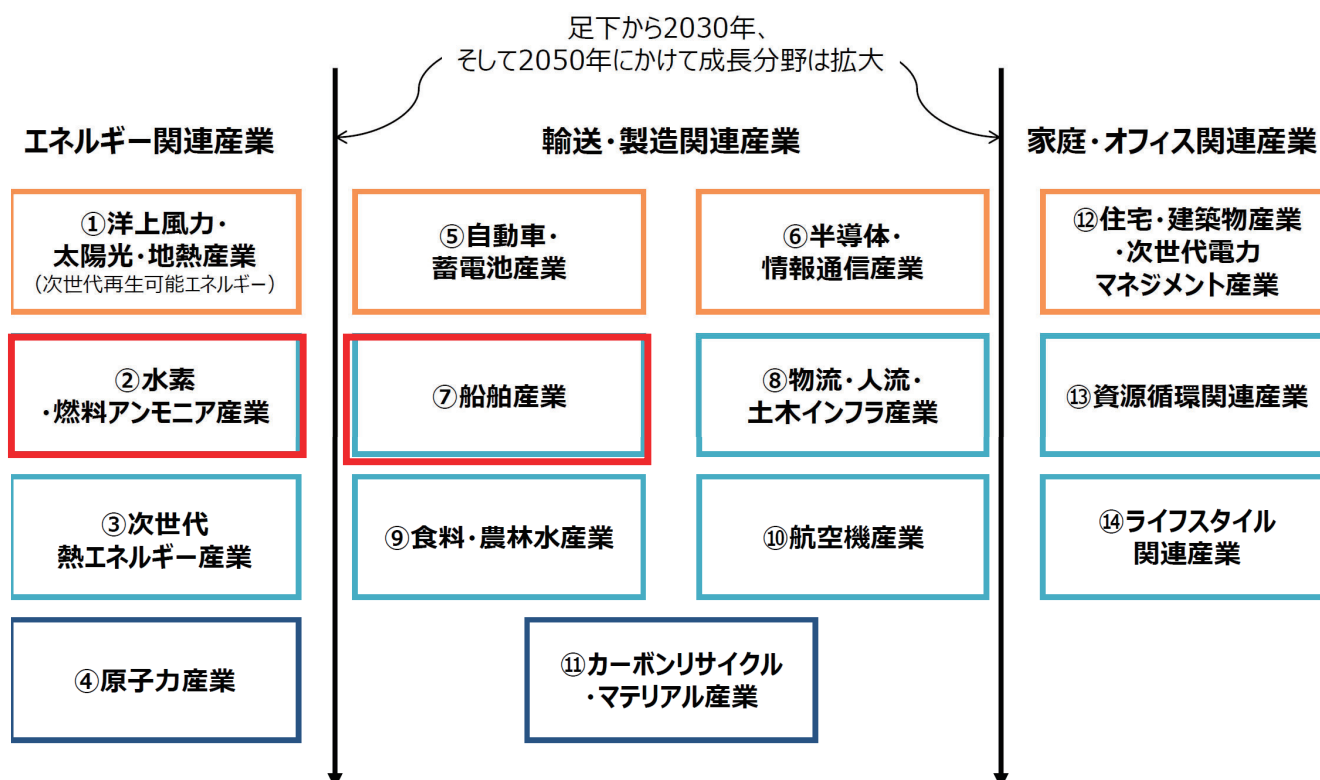 足下から2030年、
そして2050年にかけて成長分野は拡大
エネルギー関連産業
輸送・製造関連産業
家庭・オフィス関連産業
①洋上風力・
太陽光・地熱産業
（次世代再生可能エネルギー）
⑤自動車・
蓄電池産業
⑥半導体・
情報通信産業
⑫住宅・建築物産業
・次世代電力
マネジメント産業
②水素
・燃料アンモニア産業
⑦船舶産業
⑧物流・人流・
土木インフラ産業
⑬資源循環関連産業
③次世代
熱エネルギー産業
⑨食料・農林水産業
⑩航空機産業
⑭ライフスタイル
関連産業
④原子力産業
⑪カーボンリサイクル
・マテリアル産業